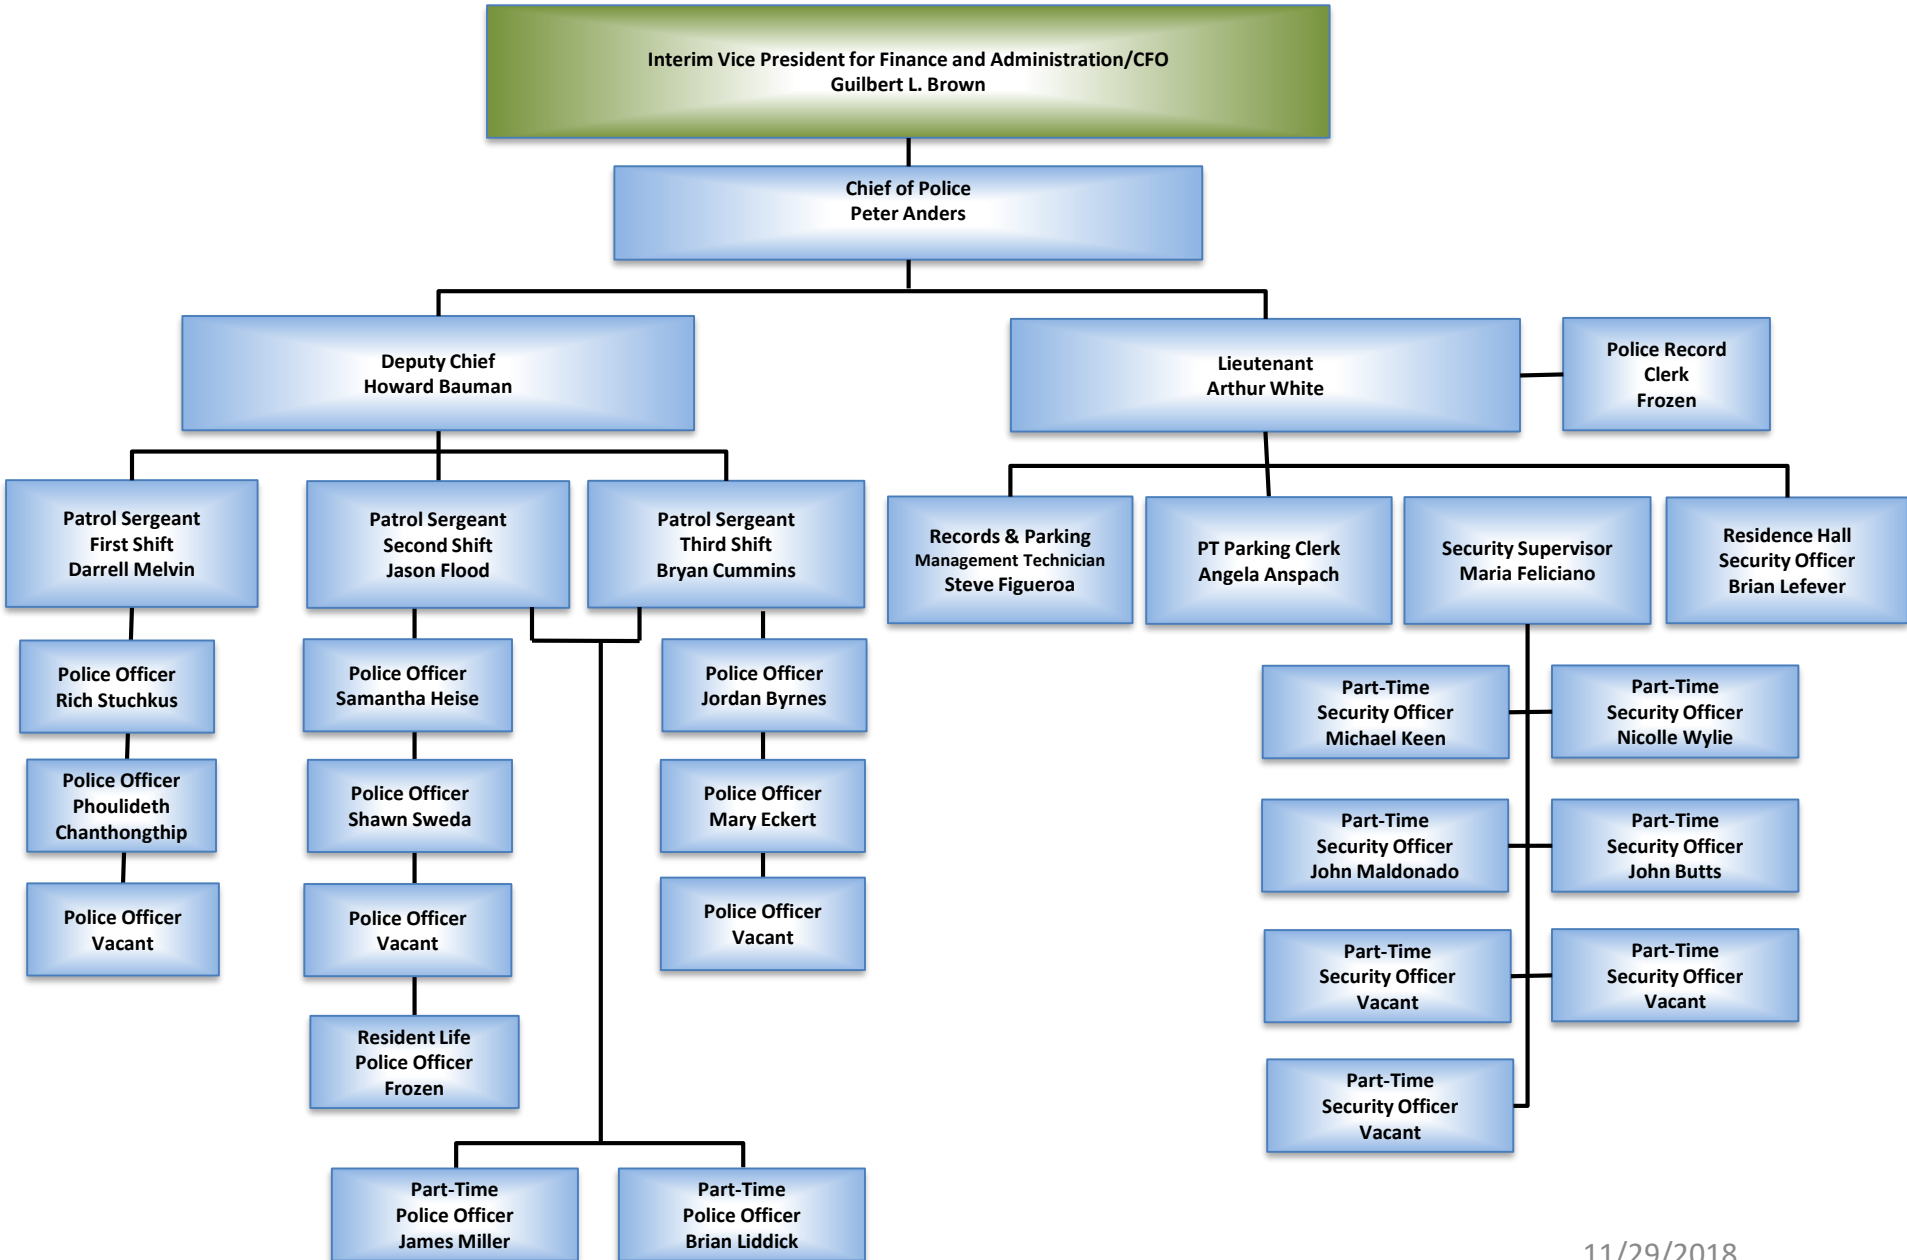 Interim Vice President for Finance and Administration/CFO
Guilbert L. Brown
Chief of Police
Peter Anders
Deputy Chief
Howard Bauman
Lieutenant
Arthur White
Police Record
Clerk
Frozen
Patrol Sergeant
First Shift
Darrell Melvin
Patrol Sergeant
Second Shift
Jason Flood
Patrol Sergeant
Third Shift
Bryan Cummins
Records & Parking
Management Technician
Steve Figueroa
PT Parking Clerk
Angela Anspach
Security Supervisor
Maria Feliciano
Residence Hall
Security Officer
Brian Lefever
Police Officer
Rich Stuchkus
Police Officer
Samantha Heise
Police Officer
Jordan Byrnes
Part-Time
Security Officer
Michael Keen
Part-Time
Security Officer
Nicolle Wylie
Police Officer
Phoulideth
Chanthongthip
Police Officer
Shawn Sweda
Police Officer
Mary Eckert
Part-Time
Security Officer
John Maldonado
Part-Time
Security Officer
John Butts
Police Officer
Vacant
Police Officer
Vacant
Police Officer
Vacant
Part-Time
Security Officer
Vacant
Part-Time
Security Officer
Vacant
Resident Life
Police Officer
Frozen
Part-Time
Security Officer
Vacant
Part-Time
Police Officer
James Miller
Part-Time
Police Officer
Brian Liddick
11/29/2018